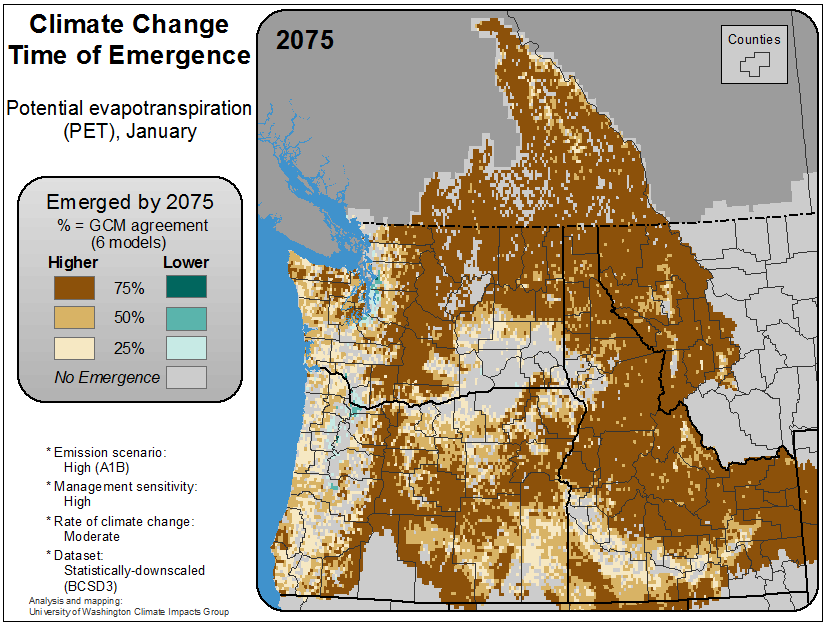 Climate Change
Time of Emergence
Potential evapotranspiration
(PET), January
Emerged by 2075
% = GCM agreement
(6 models)
Higher Lower
75%
50%
25%
No Emergence
* Emission scenario:
High (A1B)
* Management sensitivity:
High
* Rate of climate change:
Moderate
* Dataset:
Statistically-downscaled
(BCSD3)
Analysis and mapping:
University of Washington Climate Impacts Group
2075
Counties